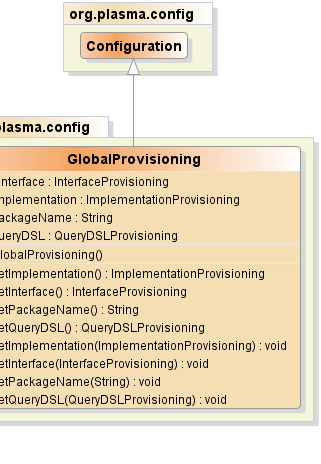 org.plasma.config
Configuration
plasma.config
GlobalProvisioning
nterface : InterfaceProvisioning
mplementation : ImplementationProvisioning
ackageName : String
ueryDSL : QueryDSLProvisioning
lobalProvisioning()
etImplementation() : ImplementationProvisioning
etInterface() : InterfaceProvisioning
etPackageName() : String
etQueryDSL() : QueryDSLProvisioning
etImplementation(ImplementationProvisioning) : void
etInterface(InterfaceProvisioning) : void
etPackageName(String) : void
etQueryDSL(QueryDSLProvisioning) : void